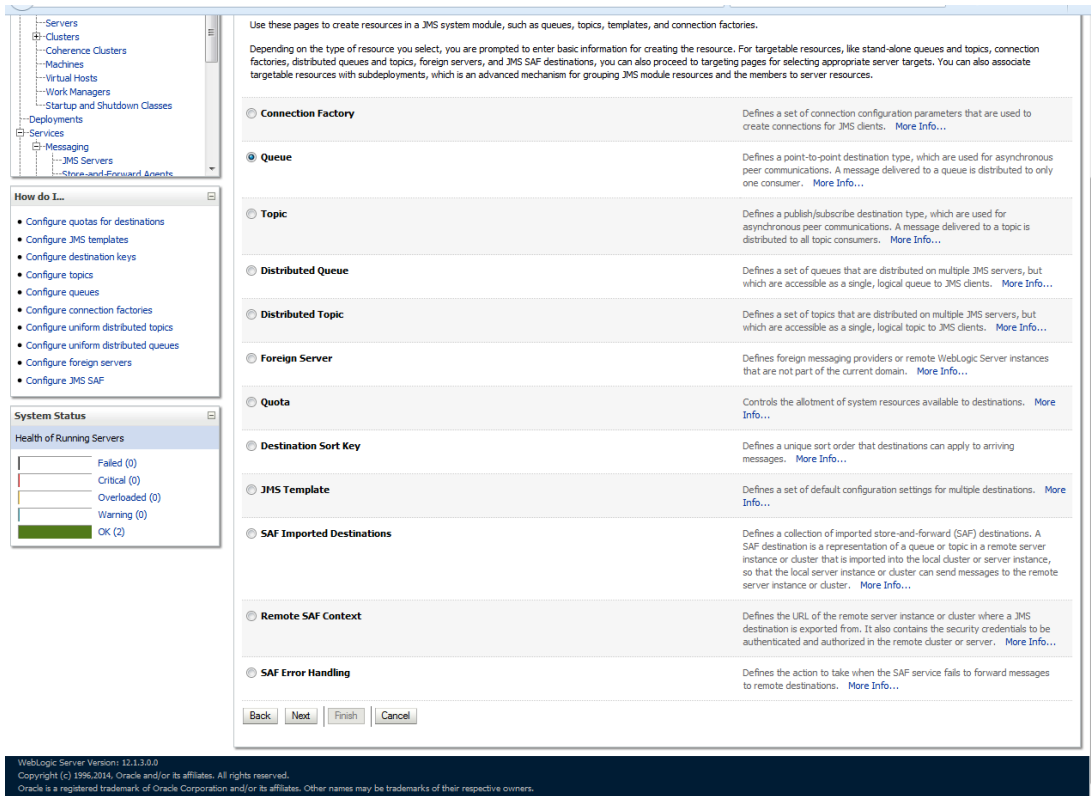 Servers
Clusters
Coherence Clusters
Machines
Virtual Hosts
Work Managers
Startup and Shutdown Classes
Deployments
Services
Messaging
JMS Servers
Store-and-Forward Agents
How do I...
Configure quotas for destinations
Configure JMS templates
Configure destination keys
Configure topics
Configure queues
Configure connection factories
Configure uniform distributed topics
Configure uniform distributed queues
Configure foreign servers
Configure JMS SAF
System Status
Health of Running Servers
Failed (0)
Critical (0)
Overloaded (0)
Warning (0)
OK (2)
Use these pages to create resources in a JMS system module, such as queues, topics, templates, and connection factories.
Depending on the type of resource you select, you are prompted to enter basic information for creating the resource. For targetable resources, like stand-alone queues and topics, connection
factories, distributed queues and topics, foreign servers, and JMS SAF destinations, you can also proceed to targeting pages for selecting appropriate server targets. You can also associate
targetable resources with subdeployments, which is an advanced mechanism for grouping JMS module resources and the members to server resources.
Connection Factory
Defines a set of connection configuration parameters that are used to
create connections for JMS clients. More Info...
Queue
Defines a point-to-point destination type, which are used for asynchronous
peer communications. A message delivered to a queue is distributed to only
one consumer. More Info...
Topic
Defines a publish/subscribe destination type, which are used for
asynchronous peer communications. A message delivered to a topic is
distributed to all topic consumers. More Info...
Distributed Queue
Defines a set of queues that are distributed on multiple JMS servers, but
which are accessible as a single, logical queue to JMS clients. More Info...
Distributed Topic
Defines a set of topics that are distributed on multiple JMS servers, but
which are accessible as a single, logical topic to JMS clients. More Info...
Foreign Server
Defines foreign messaging providers or remote WebLogic Server instances
that are not part of the current domain. More Info...
Quota
Controls the allotment of system resources available to destinations. More
Info...
Destination Sort Key
Defines a unique sort order that destinations can apply to arriving
messages. More Info...
JMS Template
Defines a set of default configuration settings for multiple destinations. More
Info...
SAF Imported Destinations
Defines a collection of imported store-and-forward (SAF) destinations. A
SAF destination is a representation of a queue or topic in a remote server
instance or cluster that is imported into the local cluster or server instance,
so that the local server instance or cluster can send messages to the remote
server instance or cluster. More Info...
Remote SAF Context
Defines the URL of the remote server instance or cluster where a JMS
destination is exported from. It also contains the security credentials to be
authenticated and authorized in the remote cluster or server. More Info...
SAF Error Handling
Defines the action to take when the SAF service fails to forward messages
to remote destinations. More Info...
Back Next Finish Cancel
WebLogic Server Version: 12.1.3.0.0
Copyright (c) 1996,2014, Oracle and/or its affiliates. All rights reserved.
Oracle is a registered trademark of Oracle Corporation and/or its affiliates. Other names may be trademarks of their respective owners.